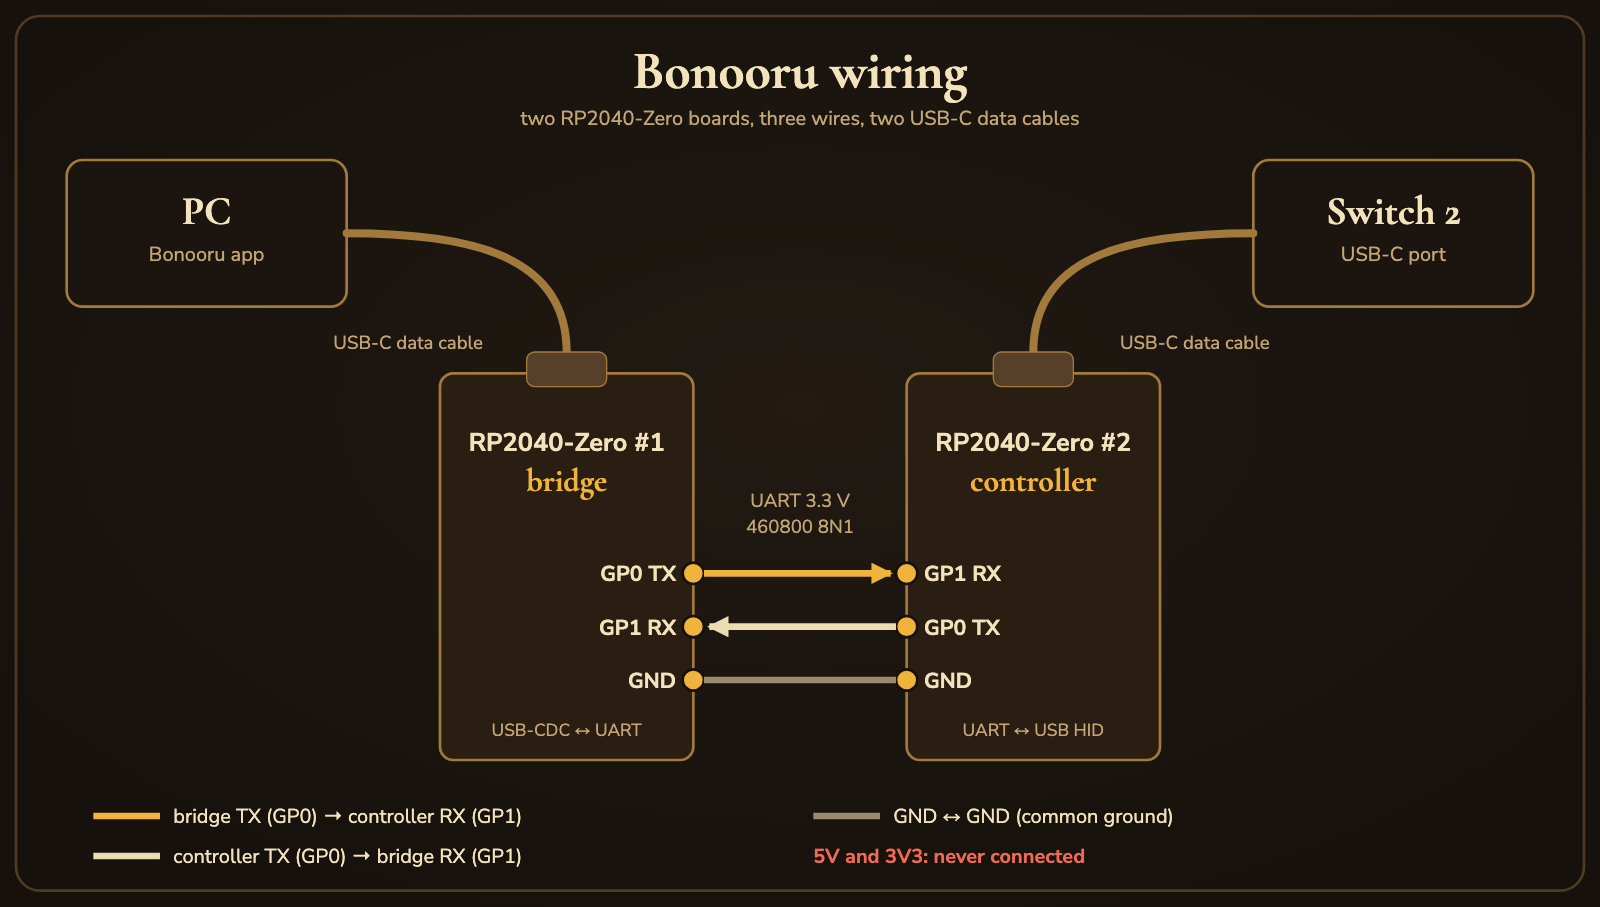 Bonooru wiring
two RP2040-Zero boards, three wires, two USB-C data cables
PC
Bonooru app
Switch 2
USB-C port
USB-C data cable
USB-C data cable
RP2040-Zero #1
bridge
RP2040-Zero #2
controller
UART 3.3 V
460800 8N1
GP0 TX
GP1 RX
GP1 RX
GP0 TX
GND
GND
USB-CDC ↔ UART
UART ↔ USB HID
bridge TX (GP0) → controller RX (GP1)
controller TX (GP0) → bridge RX (GP1)
GND ↔ GND (common ground)
5V and 3V3: never connected